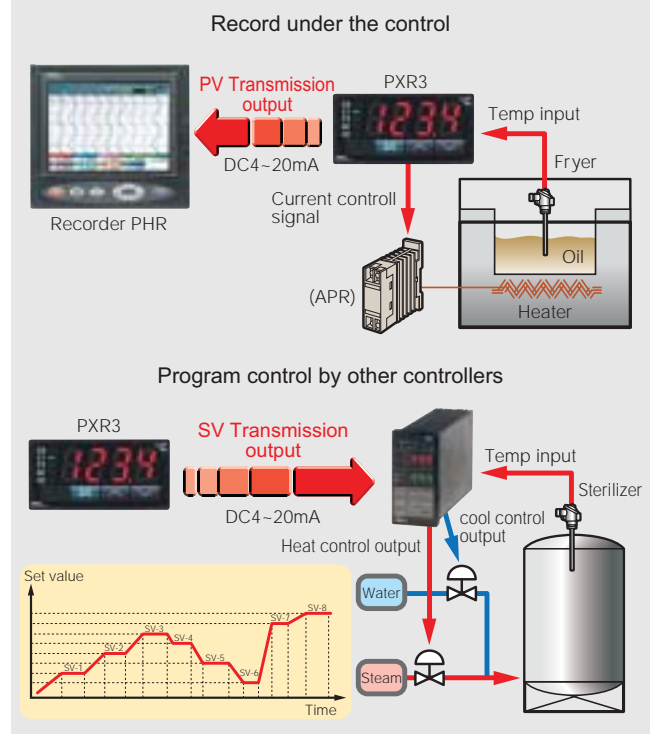 Record under the control
PV Transmission
output
PXR3
Temp input
1234
DC4~20mA
Fryer
Current controll
signal
Recorder PHR
Oil
(APR)
Heater
Program control by other controllers
PXR3
SV Transmission
output
Temp input
1234
Sterilizer
DC4~20mA
cool control
output
Heat control output
Set value
Water
SV-8
SV-7
SV-3
SV-4
SV-2
SV-5
SV-1
SV-6
Steam
Time